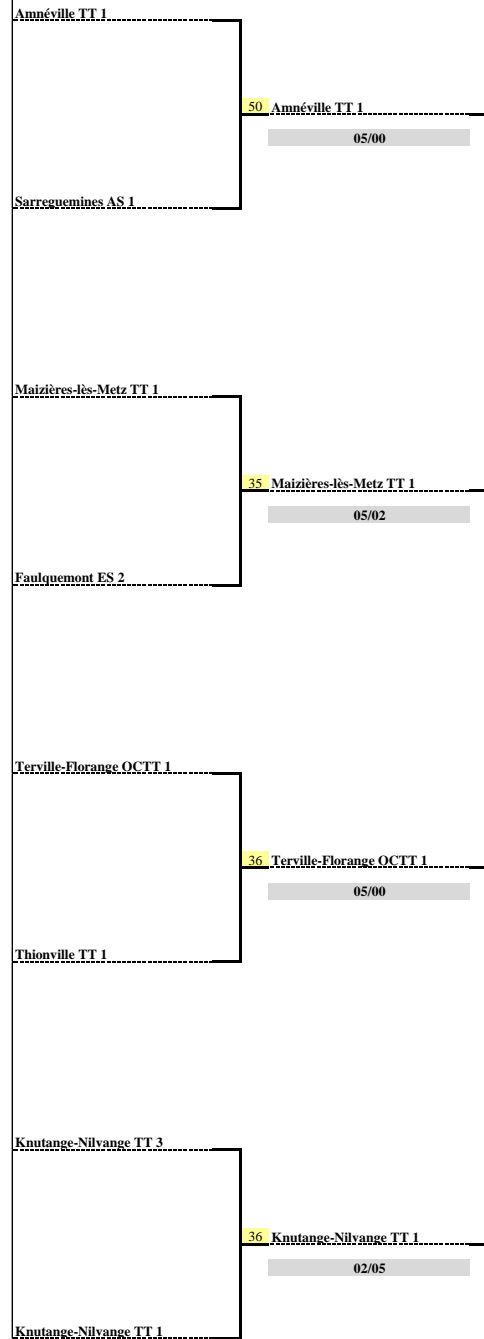 Amnéville TT 1
50 Amnéville TT 1
05/00
Sarreguemines AS 1
Maizières-lès-Metz TT 1
35 Maizières-lès-Metz TT 1
05/02
Faulquemont ES 2
Terville-Florange OCTT 1
36 Terville-Florange OCTT 1
05/00
Thionville TT 1
Knutange-Nilvange TT 3
36 Knutange-Nilvange TT 1
02/05
Knutange-Nilvange TT 1